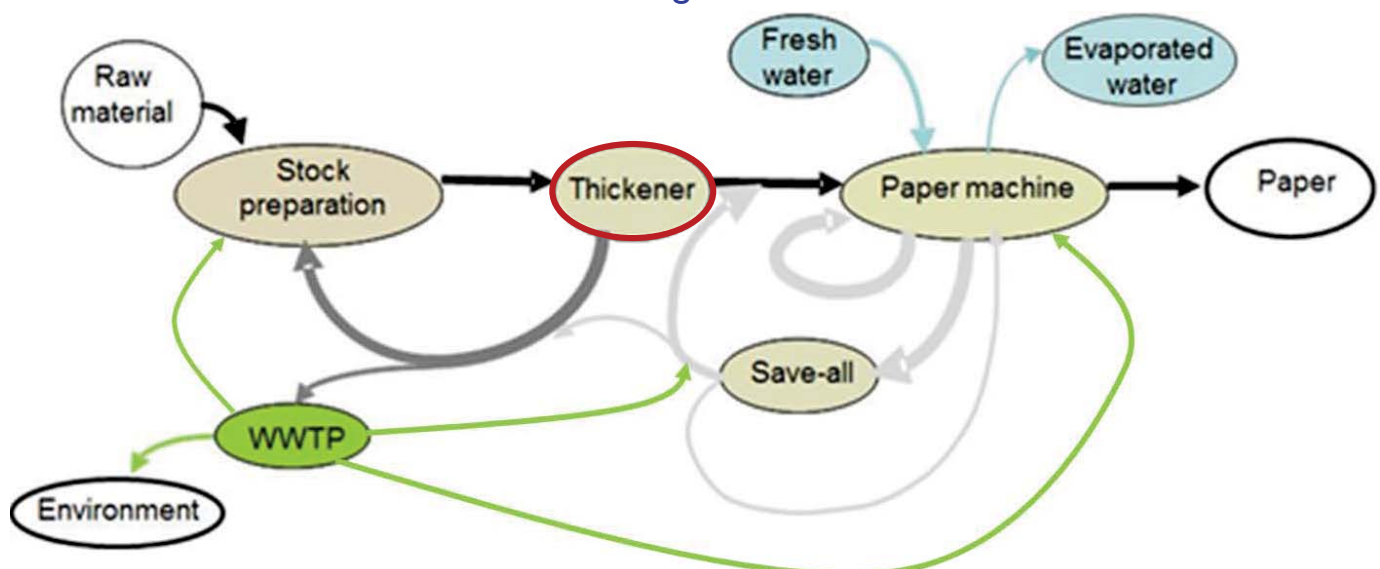 Raw
material
Fresh
water
Evaporated
water
Stock
preparation
Thickener
Paper machine
Paper
Save-all
WWTP
Environment